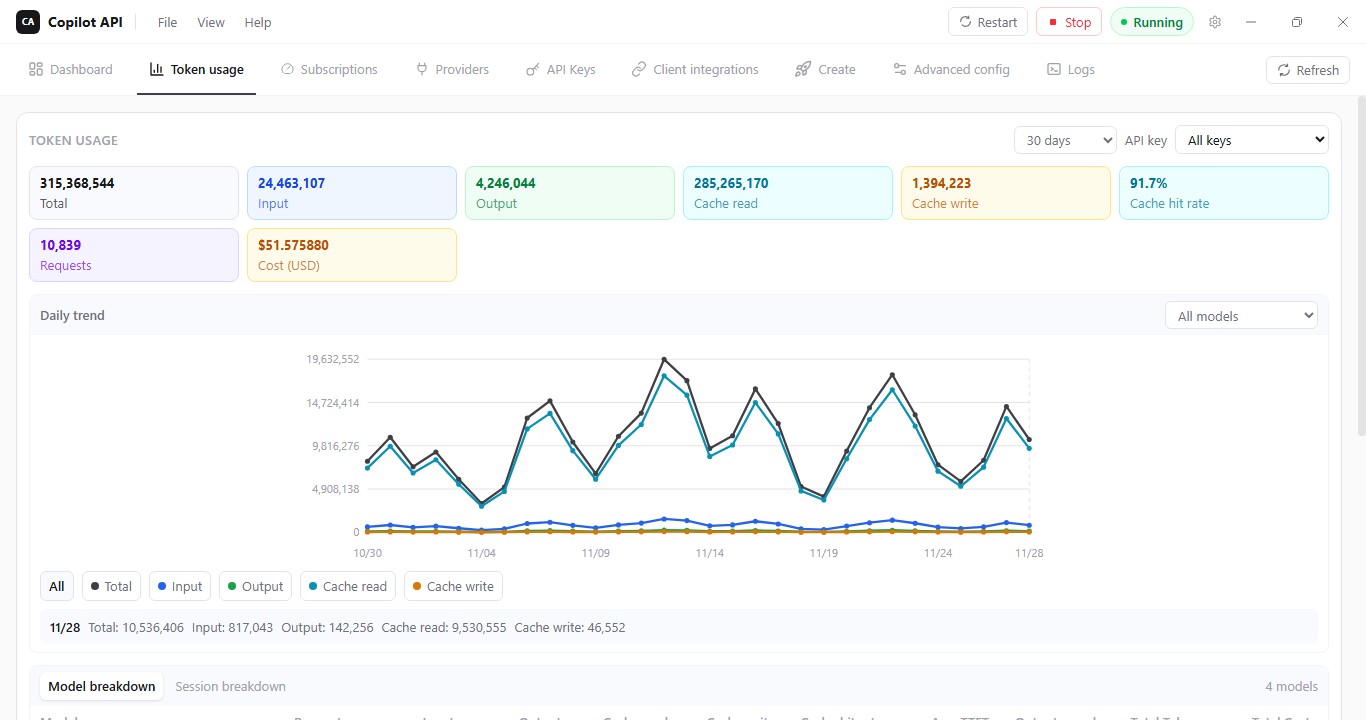 CA Copilot API File View Help Restart Stop Running
Dashboard Token usage Subscriptions Providers API Keys Client integrations Create Advanced config Logs Refresh
TOKEN USAGE 30 days API key All keys
315,368,544 24,463,107 4,246,044 285,265,170 1,394,223 91.7%
Total Input Output Cache read Cache write Cache hit rate
10,839 $51.575880
Requests Cost (USD)
Daily trend All models
19,632,552
14,724,414
9,816,276
4,908,138
0
10/30 11/04 11/09 11/14 11/19 11/24 11/28
All Total Input Output Cache read Cache write
11/28 Total: 10,536,406 Input: 817,043 Output: 142,256 Cache read: 9,530,555 Cache write: 46,552
Model breakdown Session breakdown 4 models